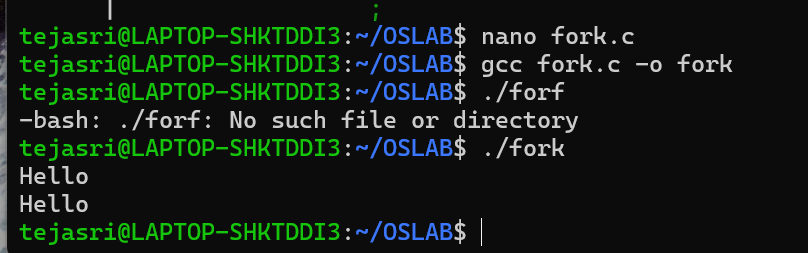 ;
tejasri@LAPTOP-SHKTDDI3:~/OSLAB$ nano fork.c
tejasri@LAPTOP-SHKTDDI3:~/OSLAB$ gcc fork.c -o fork
tejasri@LAPTOP-SHKTDDI3:~/OSLAB$ ./forf
-bash: ./forf: No such file or directory
tejasri@LAPTOP-SHKTDDI3:~/OSLAB$ ./fork
Hello
Hello
tejasri@LAPTOP-SHKTDDI3:~/OSLAB$